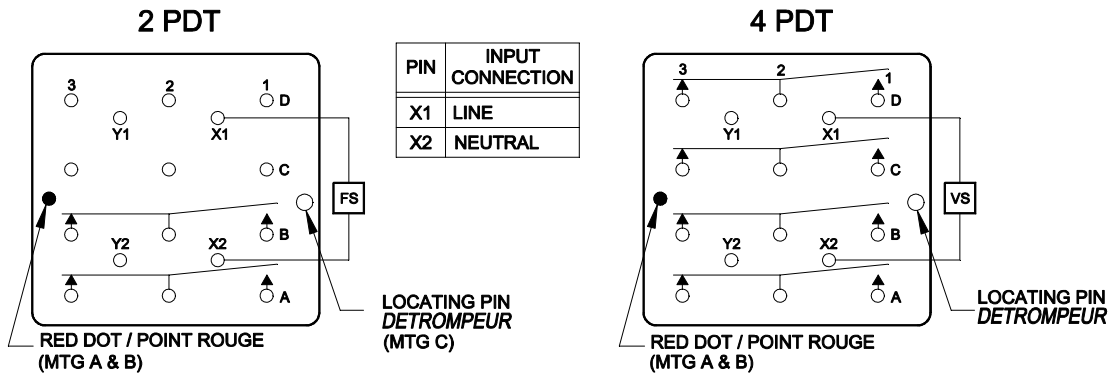 2 PDT
3 2 1
D
Y1 X1
C
FS
B
Y2 X2
A
RED DOT / POINT ROUGE
(MTG A & B)
LOCATING PIN
DETROMPEUR
(MTG C)
PIN INPUT CONNECTION
X1 LINE
X2 NEUTRAL
4 PDT
3 2 1
D
Y1 X1
C
VS
B
Y2 X2
A
RED DOT / POINT ROUGE
(MTG A & B)
LOCATING PIN
DETROMPEUR